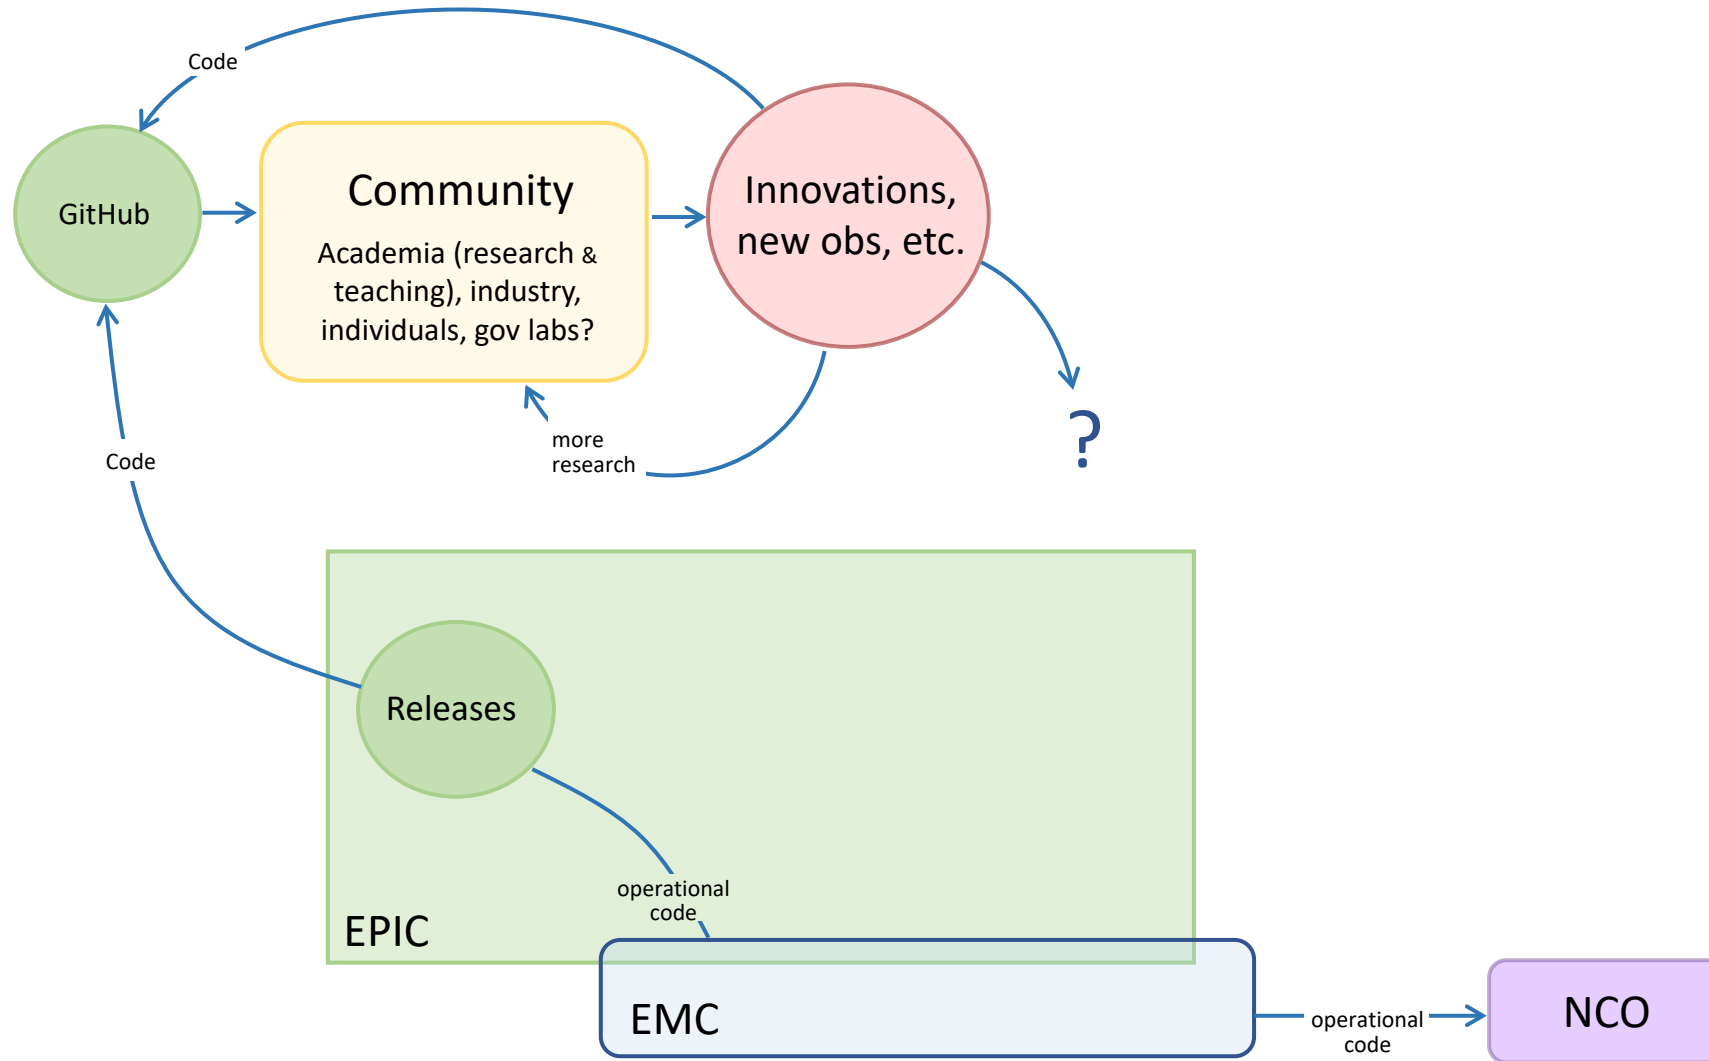 Code
GitHub
Community
Academia (research &
teaching), industry,
individuals, gov labs?
Innovations,
new obs, etc.
?
more
research
Code
Releases
operational
code
EPIC
EMC
operational
code
NCO